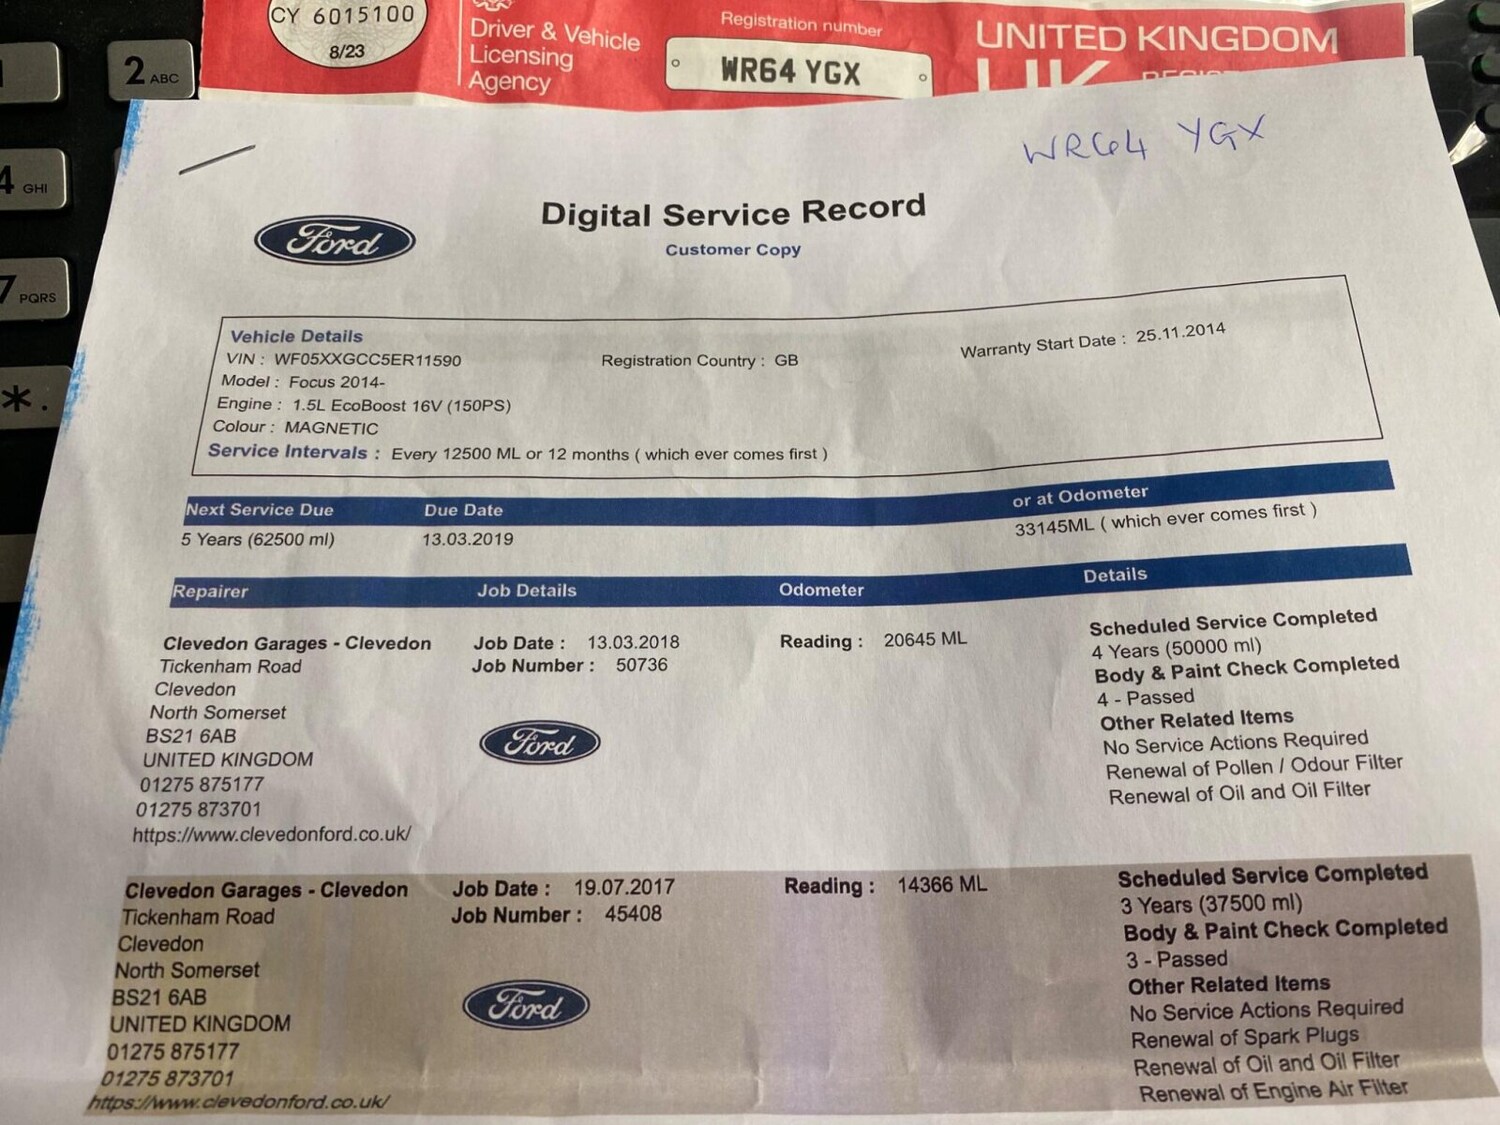 CY 6015100
8/23
Driver & Vehicle
Licensing
Agency
Registration number
WR64 YGX
UNITED KINGDOM
UK
1
2 ABC
4 GHI
7 PQRS
*.
WR64 YGX
Ford
Digital Service Record
Customer Copy
Vehicle Details
VIN : WF05XXGCC5ER11590 Registration Country : GB Warranty Start Date : 25.11.2014
Model : Focus 2014-
Engine : 1.5L EcoBoost 16V (150PS)
Colour : MAGNETIC
Service Intervals : Every 12500 ML or 12 months ( which ever comes first )
Next Service Due Due Date or at Odometer
5 Years (62500 ml) 13.03.2019 33145ML ( which ever comes first )
Repairer Job Details Odometer Details
Clevedon Garages - Clevedon Job Date : 13.03.2018 Reading : 20645 ML Scheduled Service Completed
Tickenham Road Job Number : 50736 4 Years (50000 ml)
Clevedon Body & Paint Check Completed
North Somerset 4 - Passed
BS21 6AB Ford Other Related Items
UNITED KINGDOM No Service Actions Required
01275 875177 Renewal of Pollen / Odour Filter
01275 873701 Renewal of Oil and Oil Filter
https://www.clevedonford.co.uk/
Clevedon Garages - Clevedon Job Date : 19.07.2017 Reading : 14366 ML Scheduled Service Completed
Tickenham Road Job Number : 45408 3 Years (37500 ml)
Clevedon Body & Paint Check Completed
North Somerset 3 - Passed
BS21 6AB Ford Other Related Items
UNITED KINGDOM No Service Actions Required
01275 875177 Renewal of Spark Plugs
01275 873701 Renewal of Oil and Oil Filter
https://www.clevedonford.co.uk/ Renewal of Engine Air Filter